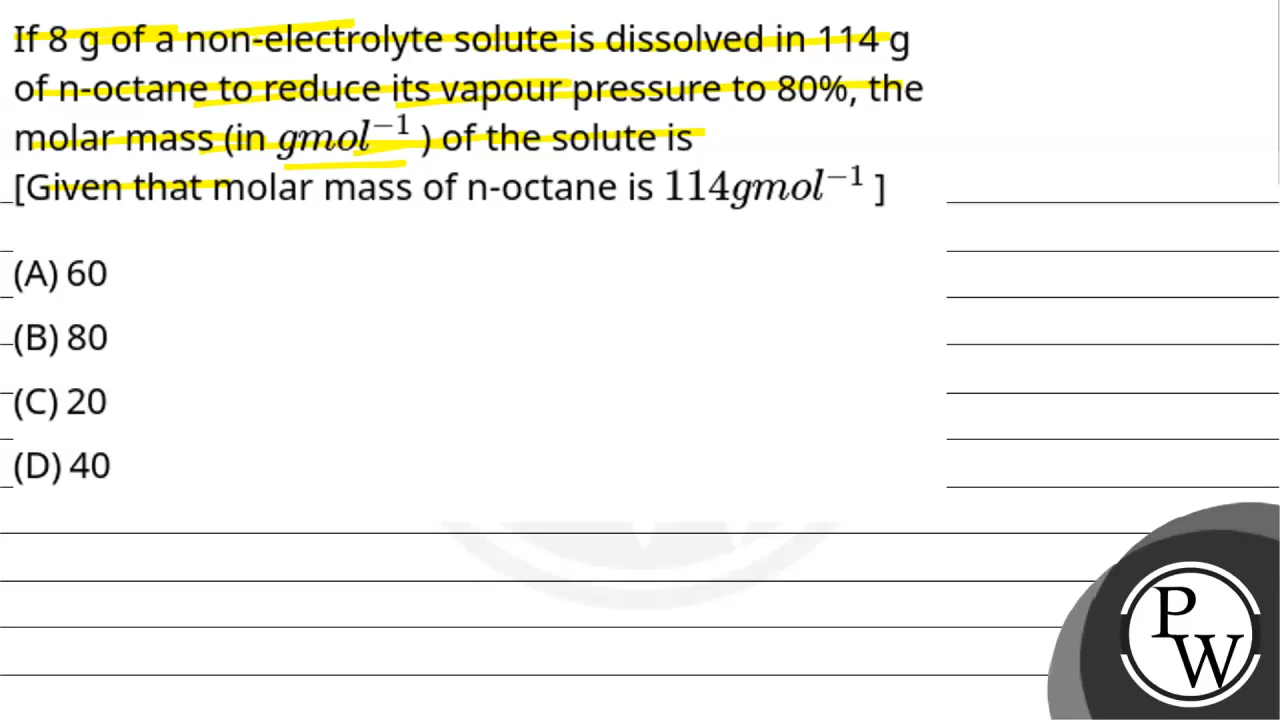 If 8 g of a non-electrolyte solute is dissolved in 114 g
of n-octane to reduce its vapour pressure to 80%, the
molar mass (in gmol⁻¹ ) of the solute is
[Given that molar mass of n-octane is 114gmol⁻¹ ]
(A) 60
(B) 80
(C) 20
(D) 40
PW